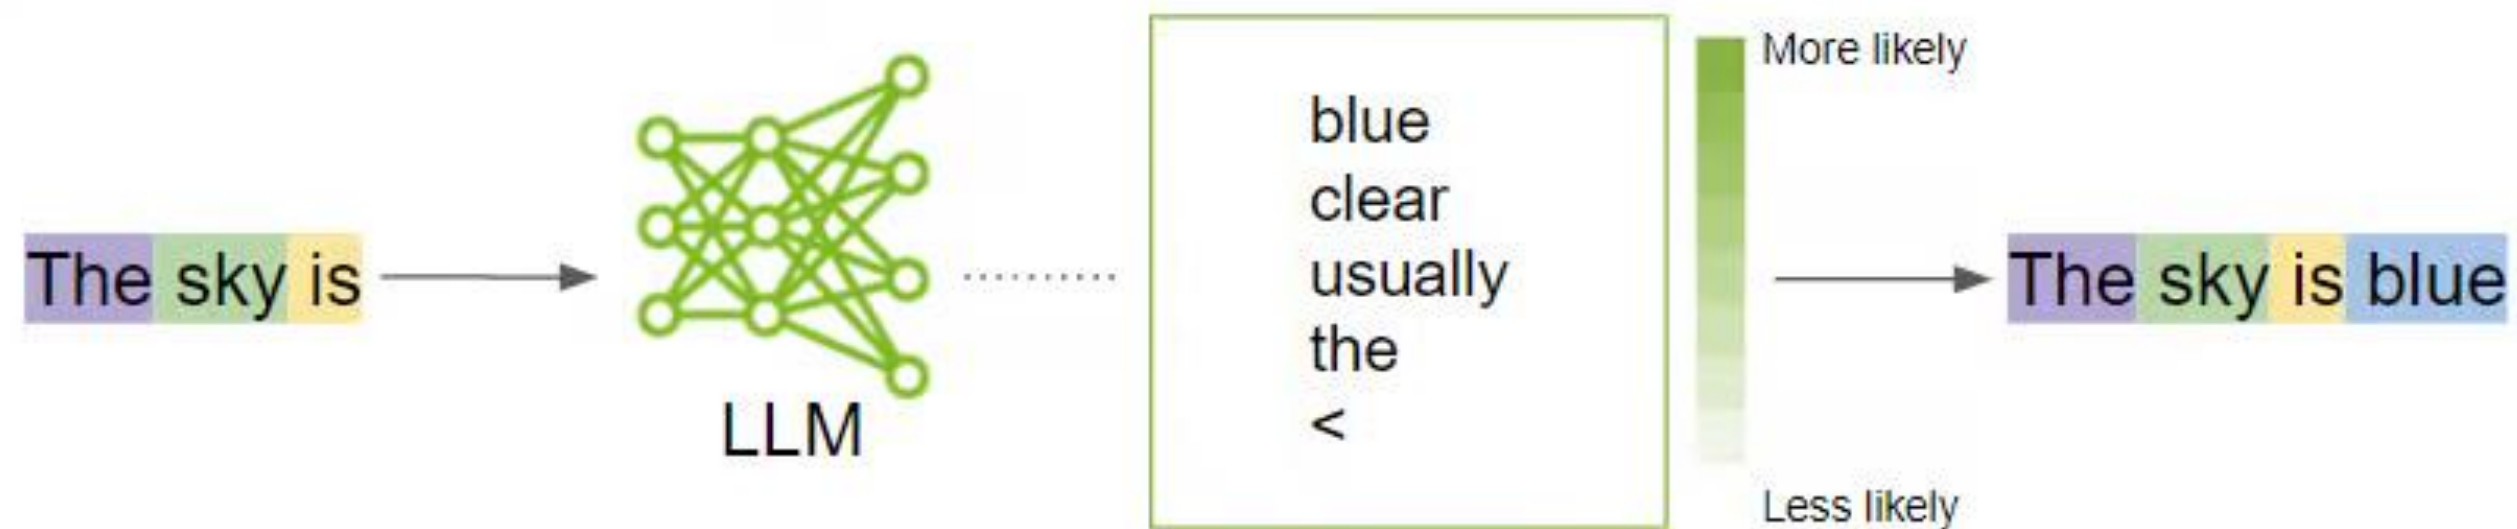 The sky is
LLM
blue
clear
usually
the
<
More likely
Less likely
The sky is blue